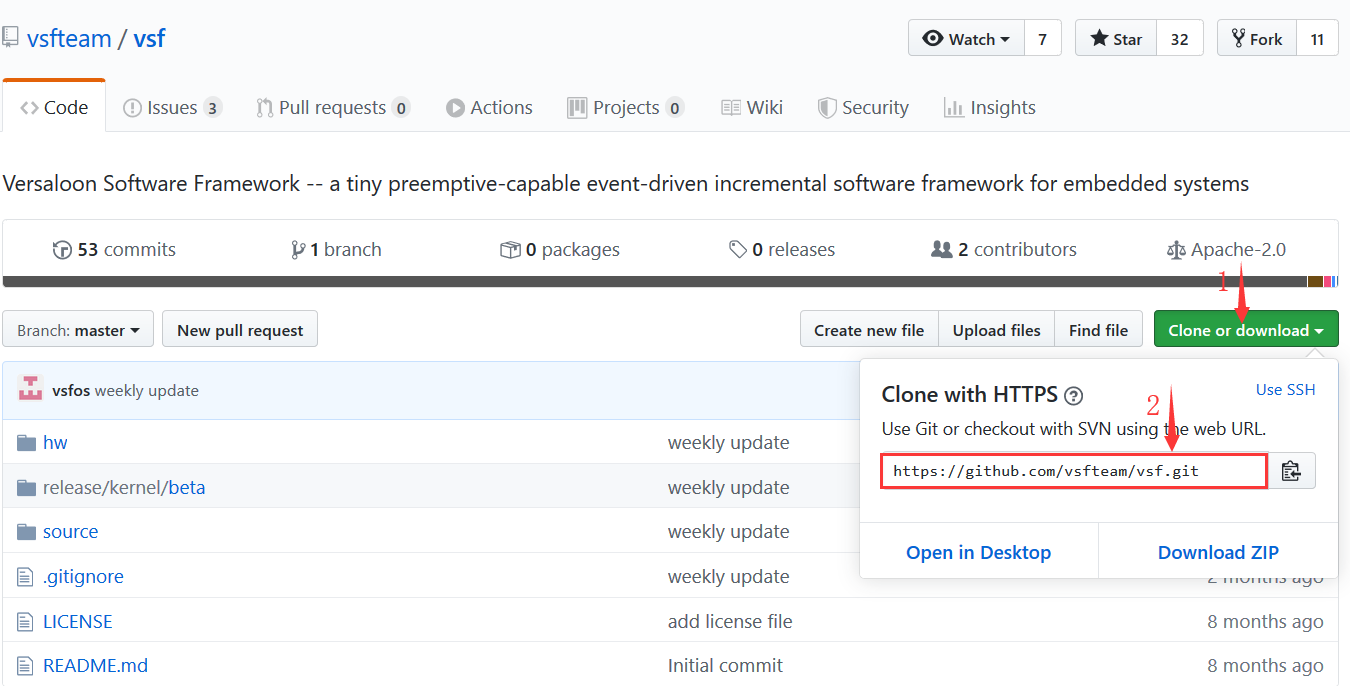 vsfteam / vsf
Watch 7 Star 32 Fork 11
Code Issues 3 Pull requests 0 Actions Projects 0 Wiki Security Insights
Versaloon Software Framework -- a tiny preemptive-capable event-driven incremental software framework for embedded systems
53 commits 1 branch 0 packages 0 releases 2 contributors Apache-2.0
1
Branch: master New pull request Create new file Upload files Find file Clone or download
vsfos weekly update
Clone with HTTPS ? Use SSH
2
Use Git or checkout with SVN using the web URL.
https://github.com/vsfteam/vsf.git
Open in Desktop Download ZIP
hw weekly update
release/kernel/beta weekly update
source weekly update
.gitignore weekly update 2 months ago
LICENSE add license file 8 months ago
README.md Initial commit 8 months ago